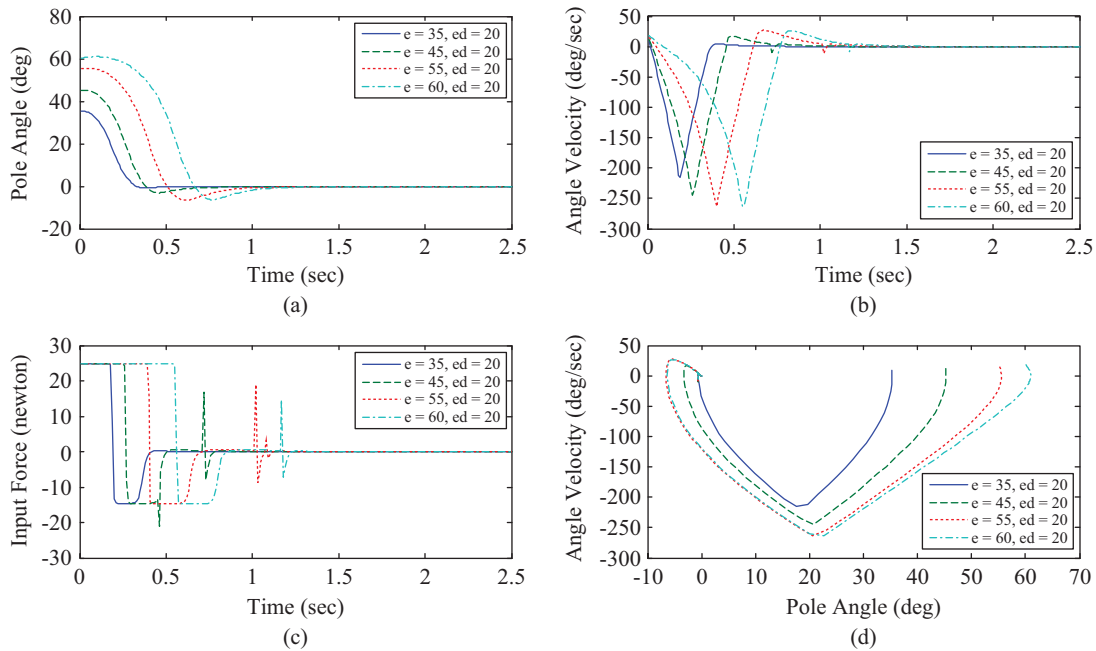 80
60
40
20
0
-20
Pole Angle (deg)
e = 35, ed = 20
e = 45, ed = 20
e = 55, ed = 20
e = 60, ed = 20
0 0.5 1 1.5 2 2.5
Time (sec)
(a)
50
0
-50
-100
-150
-200
-250
-300
Angle Velocity (deg/sec)
e = 35, ed = 20
e = 45, ed = 20
e = 55, ed = 20
e = 60, ed = 20
0 0.5 1 1.5 2 2.5
Time (sec)
(b)
30
20
10
0
-10
-20
-30
Input Force (newton)
e = 35, ed = 20
e = 45, ed = 20
e = 55, ed = 20
e = 60, ed = 20
0 0.5 1 1.5 2 2.5
Time (sec)
(c)
50
0
-50
-100
-150
-200
-250
-300
Angle Velocity (deg/sec)
e = 35, ed = 20
e = 45, ed = 20
e = 55, ed = 20
e = 60, ed = 20
-10 0 10 20 30 40 50 60 70
Pole Angle (deg)
(d)